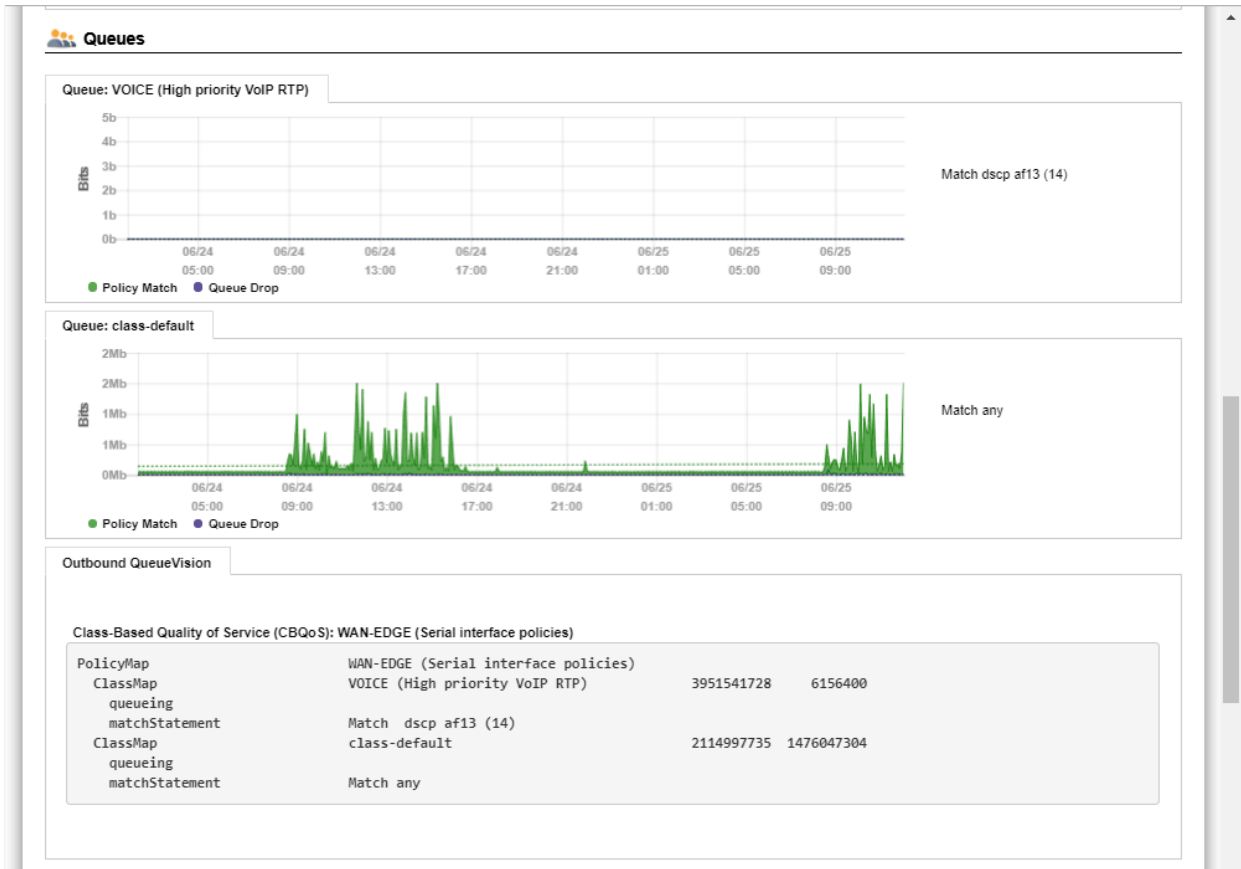 Queues
Queue: VOICE (High priority VoIP RTP)
5b
4b
3b
2b
1b
0b
Bits
06/24 06/24 06/24 06/24 06/24 06/25 06/25 06/25
05:00 09:00 13:00 17:00 21:00 01:00 05:00 09:00
Policy Match Queue Drop
Match dscp af13 (14)
Queue: class-default
2Mb
2Mb
1Mb
1Mb
0Mb
Bits
06/24 06/24 06/24 06/24 06/24 06/25 06/25 06/25
05:00 09:00 13:00 17:00 21:00 01:00 05:00 09:00
Policy Match Queue Drop
Match any
Outbound QueueVision
Class-Based Quality of Service (CBQoS): WAN-EDGE (Serial interface policies)
PolicyMap WAN-EDGE (Serial interface policies)
ClassMap VOICE (High priority VoIP RTP) 3951541728 6156400
queueing
matchStatement Match dscp af13 (14)
ClassMap class-default 2114997735 1476047304
queueing
matchStatement Match any